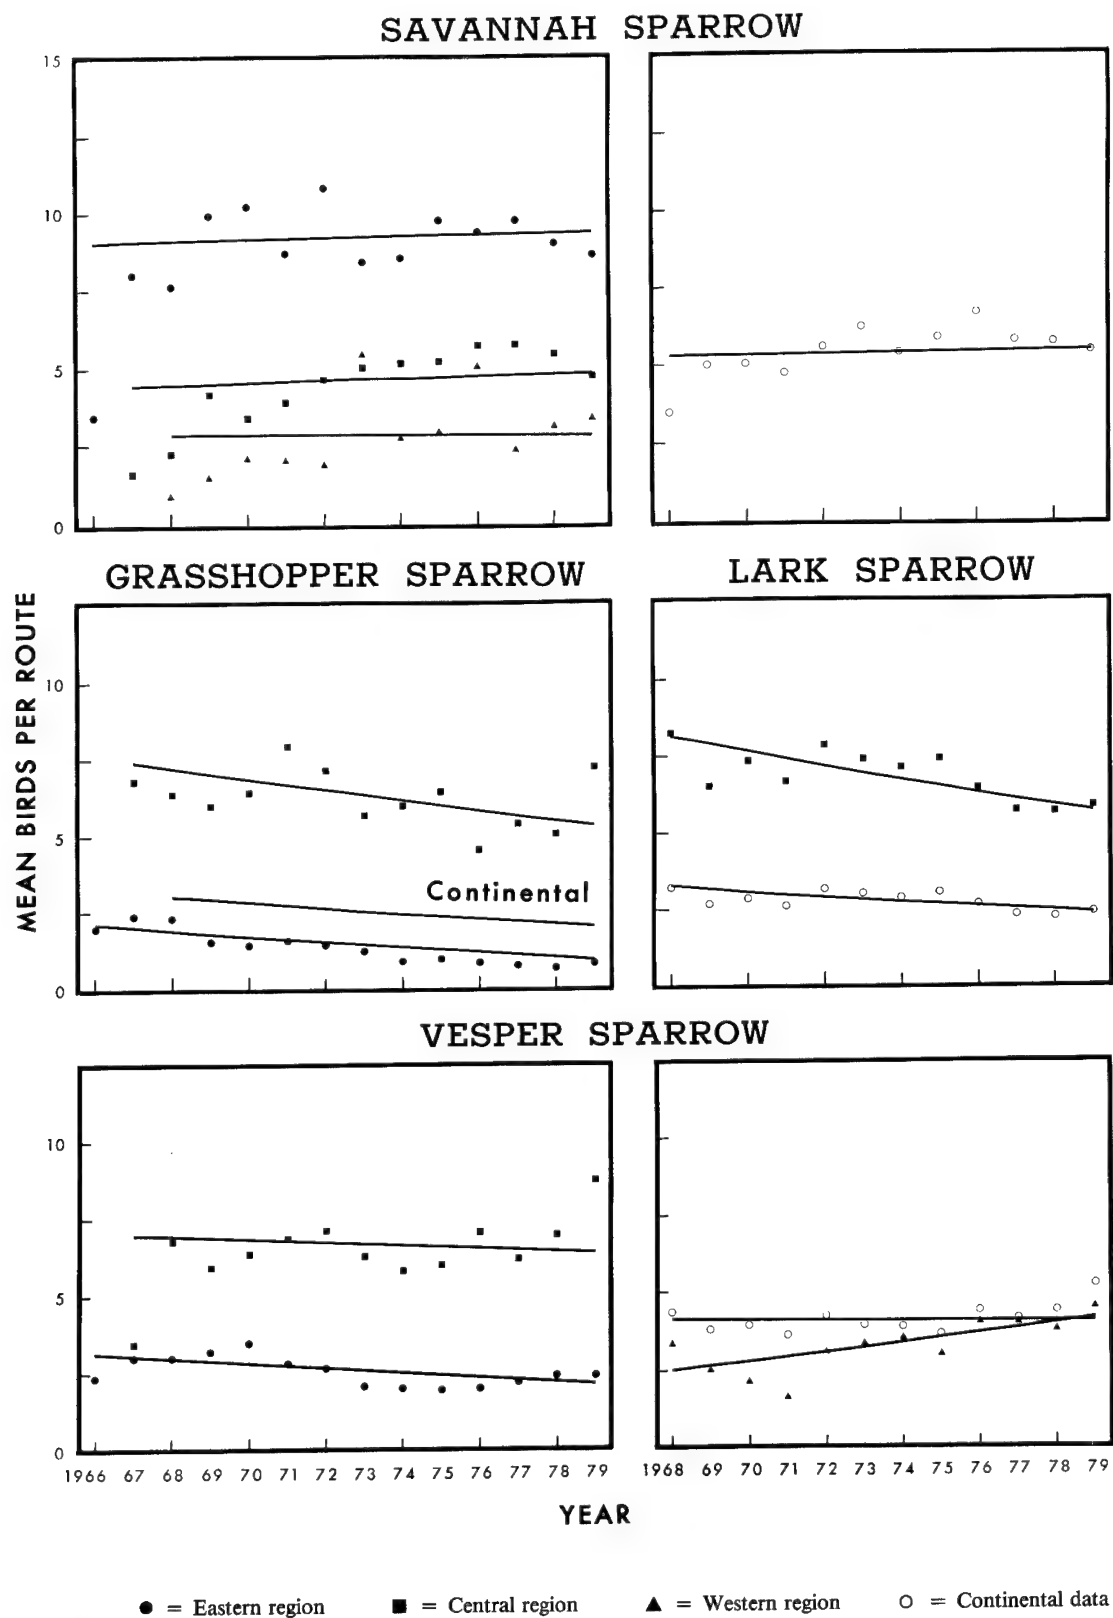 SAVANNAH SPARROW
15
10
5
0
GRASSHOPPER SPARROW
LARK SPARROW
MEAN BIRDS PER ROUTE
10
5
0
Continental
VESPER SPARROW
10
5
0
1966 67 68 69 70 71 72 73 74 75 76 77 78 79
1968 69 70 71 72 73 74 75 76 77 78 79
YEAR
● = Eastern region ■ = Central region ▲ = Western region ○ = Continental data